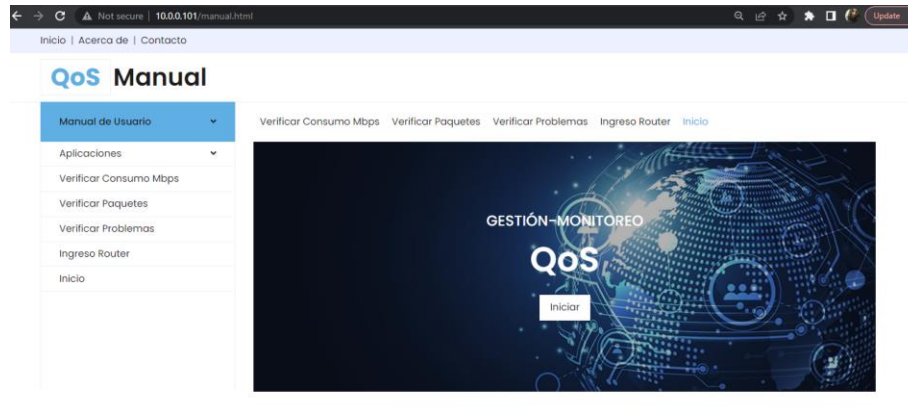 Not secure | 10.0.0.101/manual.html
Update
Inicio | Acerca de | Contacto
QoS Manual
Manual de Usuario
Verificar Consumo Mbps Verificar Paquetes Verificar Problemas Ingreso Router Inicio
Aplicaciones
Verificar Consumo Mbps
Verificar Paquetes
Verificar Problemas
Ingreso Router
Inicio
GESTIÓN-MONITOREO
QoS
Iniciar